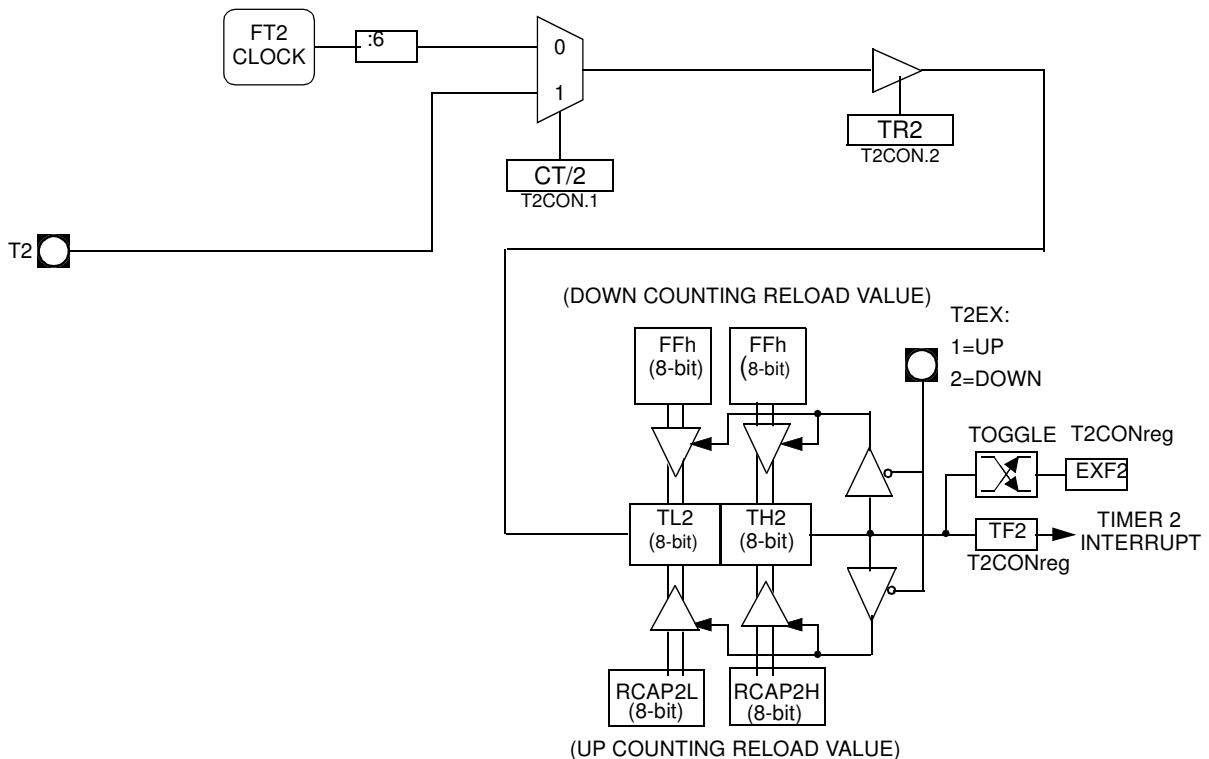 FT2
CLOCK
:6
0
1
TR2
T2CON.2
CT/2
T2CON.1
T2
(DOWN COUNTING RELOAD VALUE)
T2EX:
1=UP
2=DOWN
FFh
(8-bit)
FFh
(8-bit)
TOGGLE
T2CONreg
EXF2
TL2
(8-bit)
TH2
(8-bit)
TF2
T2CONreg
TIMER 2
INTERRUPT
RCAP2L
(8-bit)
RCAP2H
(8-bit)
(UP COUNTING RELOAD VALUE)